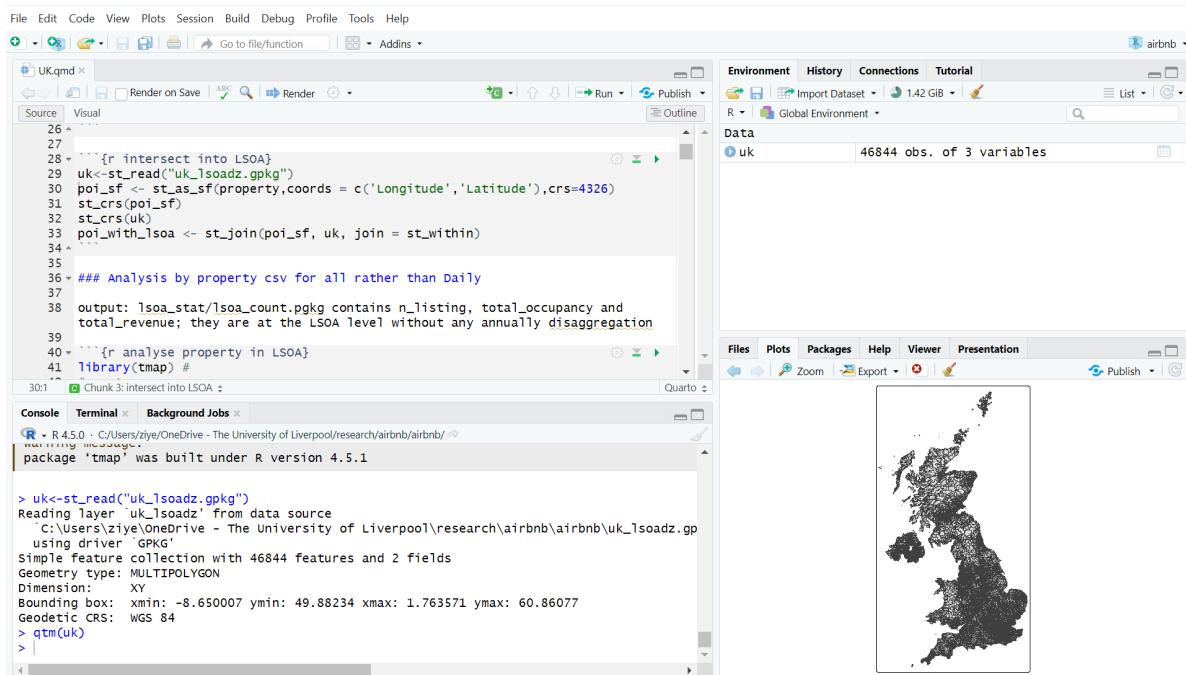 File Edit Code View Plots Session Build Debug Profile Tools Help
Go to file/function Addins airbnb
UK.qmd
Render on Save ABC Render Run Publish
Source Visual Outline
26 ```
27
28 ```{r intersect into LSOA}
29 uk<-st_read("uk_lsoadz.gpkg")
30 poi_sf <- st_as_sf(property,coords = c('Longitude','Latitude'),crs=4326)
31 st_crs(poi_sf)
32 st_crs(uk)
33 poi_with_lsoa <- st_join(poi_sf, uk, join = st_within)
34 ```
35
36 ### Analysis by property csv for all rather than Daily
37
38 output: lsoa_stat/lsoa_count.pgkg contains n_listing, total_occupancy and
total_revenue; they are at the LSOA level without any annually disaggregation
39
40 ```{r analyse property in LSOA}
41 library(tmap) #
30:1 C Chunk 3: intersect into LSOA Quarto
Console Terminal Background Jobs
R R 4.5.0 · C:/Users/ziye/OneDrive - The University of Liverpool/research/airbnb/airbnb/
warning message:
package ‘tmap’ was built under R version 4.5.1
> uk<-st_read("uk_lsoadz.gpkg")
Reading layer `uk_lsoadz' from data source
`C:\Users\ziye\OneDrive - The University of Liverpool\research\airbnb\airbnb\uk_lsoadz.gp
using driver `GPKG'
Simple feature collection with 46844 features and 2 fields
Geometry type: MULTIPOLYGON
Dimension: XY
Bounding box: xmin: -8.650007 ymin: 49.88234 xmax: 1.763571 ymax: 60.86077
Geodetic CRS: WGS 84
> qtm(uk)
>
Environment History Connections Tutorial
Import Dataset 1.42 GiB List
R Global Environment
Data
uk 46844 obs. of 3 variables
Files Plots Packages Help Viewer Presentation
Zoom Export Publish